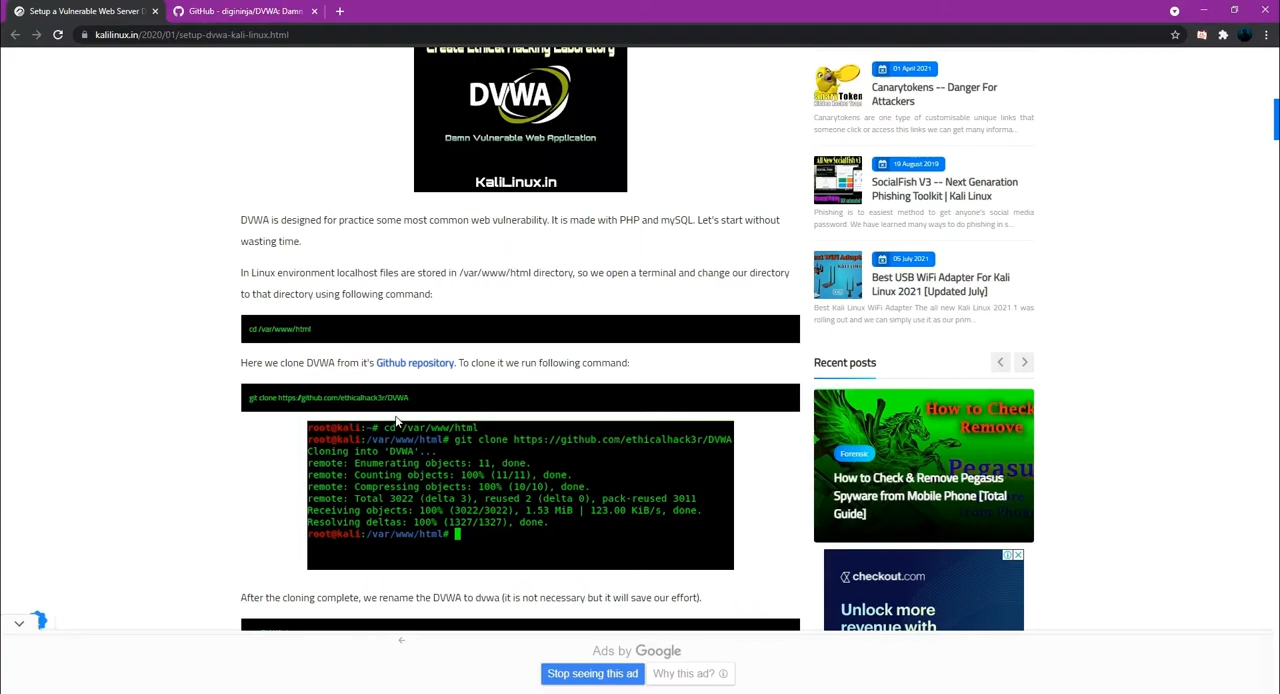 Setup a Vulnerable Web Server D
GitHub - digininja/DVWA: Damn
kalilinux.in/2020/01/setup-dvwa-kali-linux.html
Create Ethical Hacking Laboratory
DVWA
Damn Vulnerable Web Application
KaliLinux.in
DVWA is designed for practice some most common web vulnerability. It is made with PHP and mySQL. Let's start without
wasting time.
In Linux environment localhost files are stored in /var/www/html directory, so we open a terminal and change our directory
to that directory using following command:
cd /var/www/html
Here we clone DVWA from it's Github repository. To clone it we run following command:
git clone https://github.com/ethicalhack3r/DVWA
root@kali:~# cd /var/www/html
root@kali:/var/www/html# git clone https://github.com/ethicalhack3r/DVWA
Cloning into 'DVWA'...
remote: Enumerating objects: 11, done.
remote: Counting objects: 100% (11/11), done.
remote: Compressing objects: 100% (10/10), done.
remote: Total 3022 (delta 3), reused 2 (delta 0), pack-reused 3011
Receiving objects: 100% (3022/3022), 1.53 MiB | 123.00 KiB/s, done.
Resolving deltas: 100% (1327/1327), done.
root@kali:/var/www/html#
After the cloning complete, we rename the DVWA to dvwa (it is not necessary but it will save our effort).
01 April 2021
Canarytokens -- Danger For
Attackers
Canarytokens are one type of customisable unique links that
someone click or access this links we can get many informa...
19 August 2019
SocialFish V3 -- Next Genaration
Phishing Toolkit | Kali Linux
Phishing is to easiest method to get anyone's social media
password. We have learned many ways to do phishing in s...
05 July 2021
Best USB WiFi Adapter For Kali
Linux 2021 [Updated July]
Best Kali Linux WiFi Adapter The all new Kali Linux 2021 1 was
rolling out and we can simply use it as our prim...
Recent posts
How to Check
Remove
Pegasu
Forensic
How to Check & Remove Pegasus
Spyware from Mobile Phone [Total
Guide]
checkout.com
Unlock more
revenue with
Ads by Google
Stop seeing this ad
Why this ad?